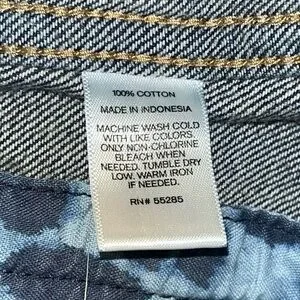 100% COTTON
MADE IN INDONESIA
MACHINE WASH COLD
WITH LIKE COLORS.
ONLY NON-CHLORINE
BLEACH WHEN
NEEDED. TUMBLE DRY
LOW. WARM IRON
IF NEEDED.
RN# 55285